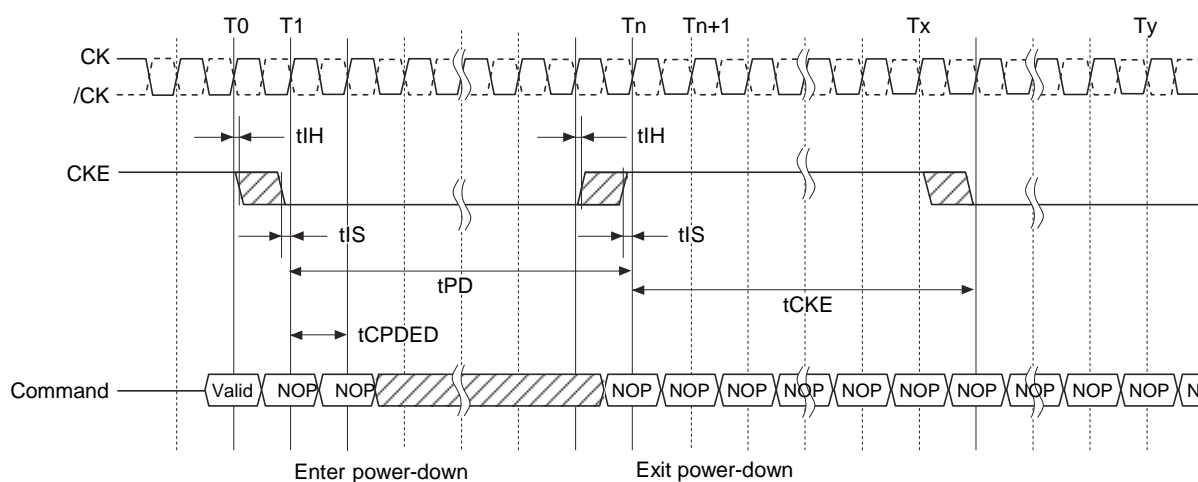 T0 T1 Tn Tn+1 Tx Ty
CK
/CK
tIH tIH
CKE
tIS tIS
tPD
tCKE
tCPDED
Command Valid NOP NOP NOP NOP NOP NOP NOP NOP NOP NOP NOP NOP N
Enter power-down Exit power-down